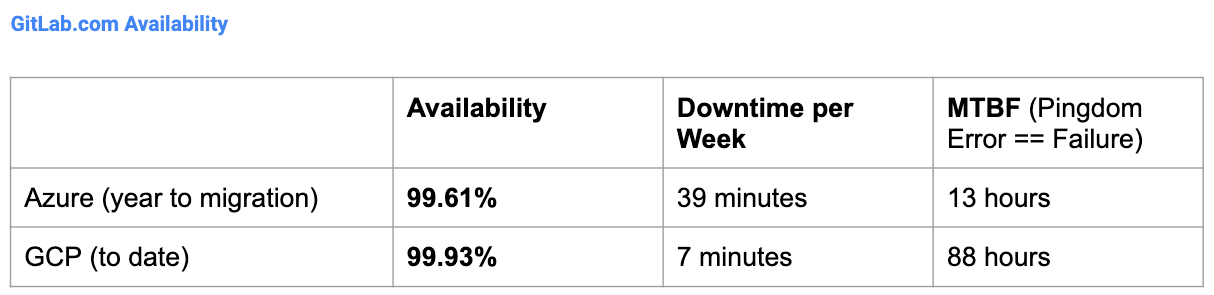 GitLab.com Availability
Availability
Downtime per
Week
MTBF (Pingdom
Error == Failure)
Azure (year to migration)
99.61%
39 minutes
13 hours
GCP (to date)
99.93%
7 minutes
88 hours